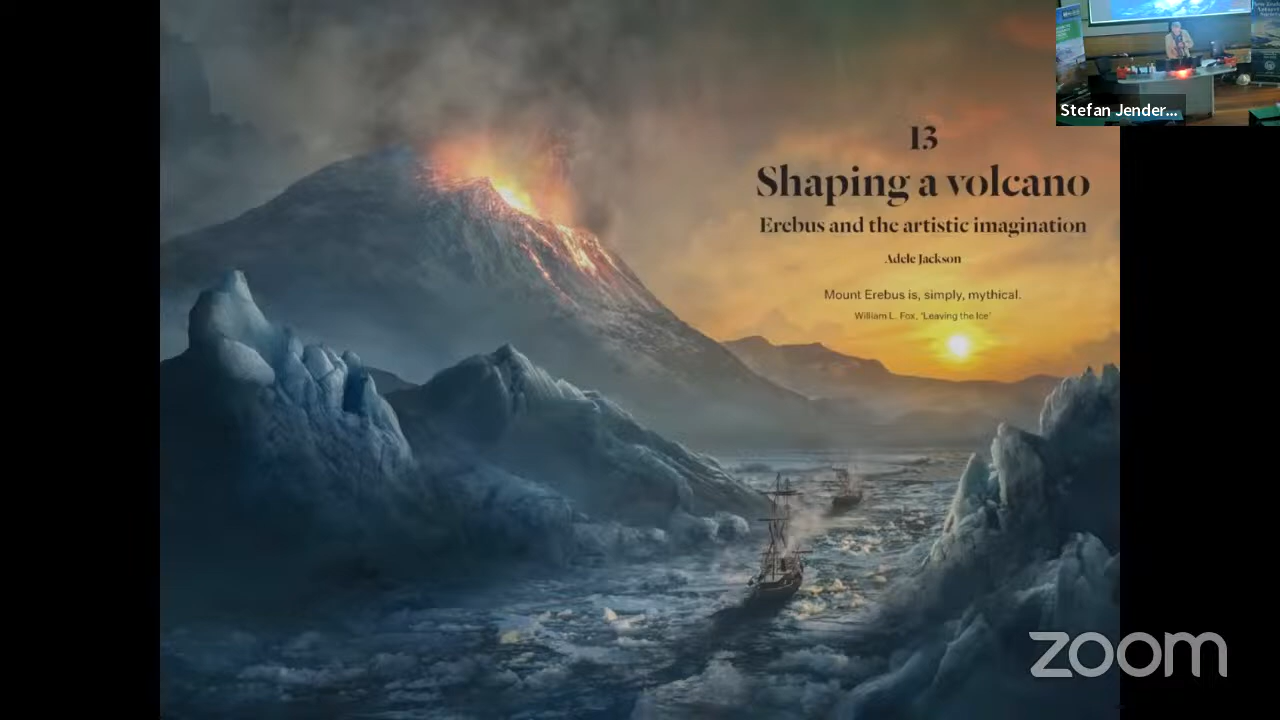 13
Shaping a volcano
Erebus and the artistic imagination
Adele Jackson
Mount Erebus is, simply, mythical.
William L. Fox, 'Leaving the Ice'
Stefan Jender...
zoom